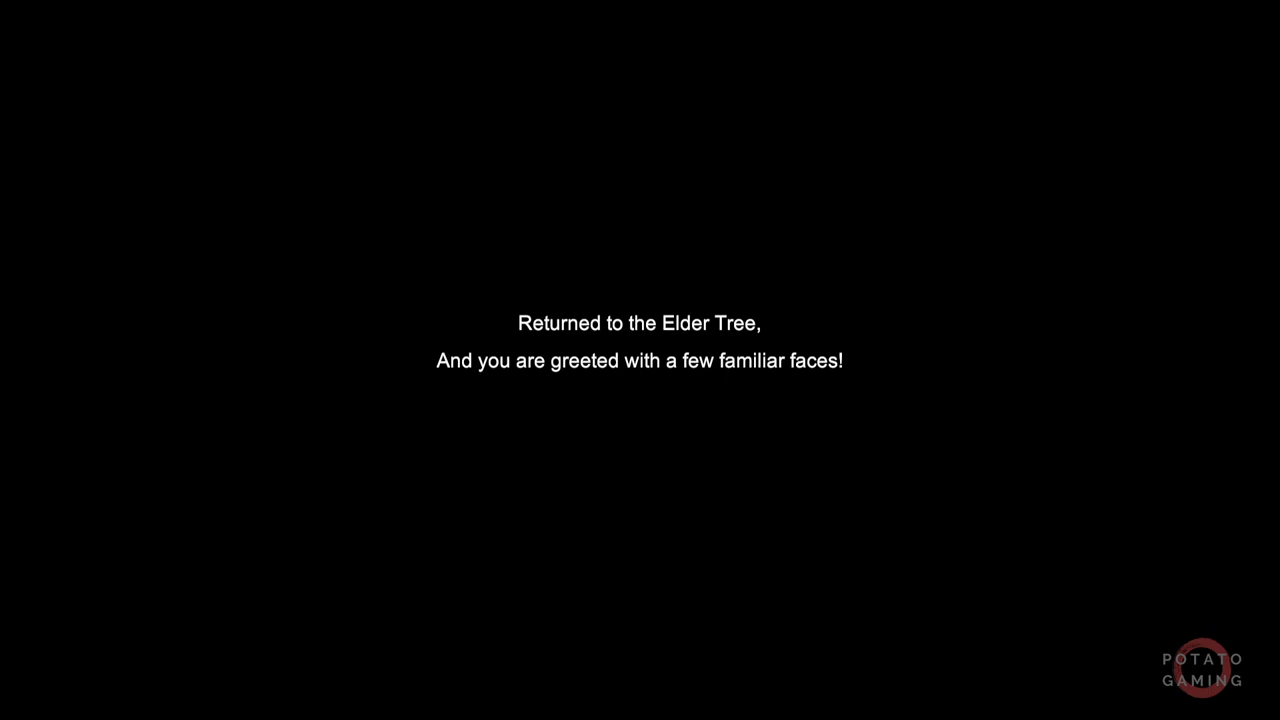 Returned to the Elder Tree,
And you are greeted with a few familiar faces!
POTATO
GAMING